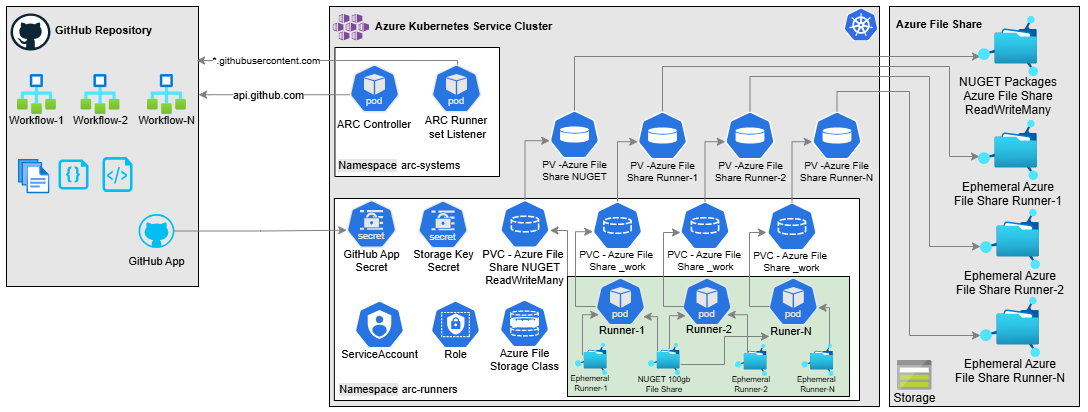 GitHub Repository
Workflow-1
Workflow-2
Workflow-N
GitHub App
Azure Kubernetes Service Cluster
*.githubusercontent.com
api.github.com
pod
ARC Controller
pod
ARC Runner
set Listener
Namespace arc-systems
PV -Azure File
Share NUGET
PV -Azure File
Share Runner-1
PV -Azure File
Share Runner-2
PV -Azure File
Share Runner-N
secret
GitHub App
Secret
secret
Storage Key
Secret
PVC - Azure File
Share NUGET
ReadWriteMany
PVC - Azure File
Share _work
PVC - Azure File
Share _work
PVC - Azure File
Share _work
ServiceAccount
Role
Azure File
Storage Class
pod
Runner-1
pod
Runner-2
pod
Runer-N
Ephemeral
Runner-1
NUGET 100gb
File Share
Ephemeral
Runner-2
Ephemeral
Runner-N
Namespace arc-runners
Azure File Share
NUGET Packages
Azure File Share
ReadWriteMany
Ephemeral Azure
File Share Runner-1
Ephemeral Azure
File Share Runner-2
Ephemeral Azure
File Share Runner-N
Storage